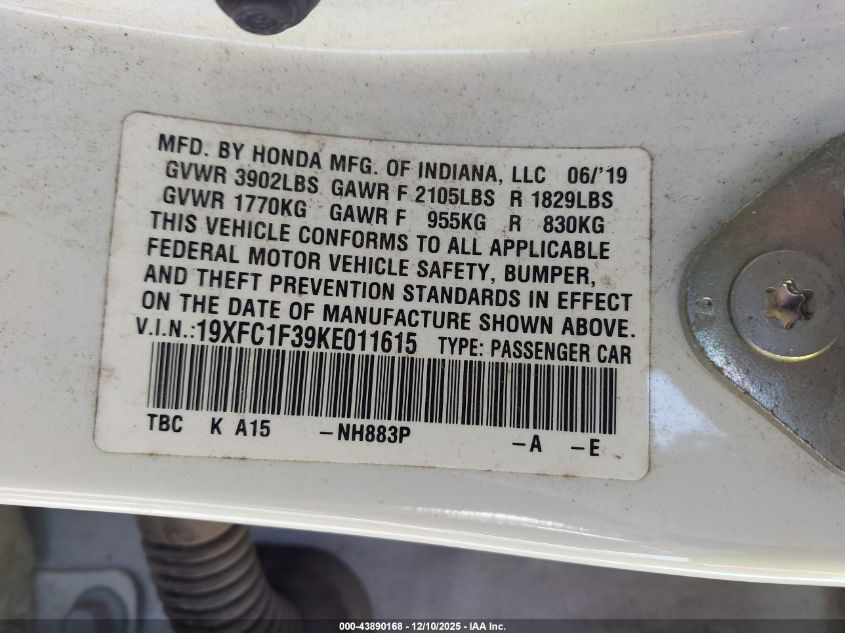 MFD. BY HONDA MFG. OF INDIANA, LLC 06/'19
GVWR 3902LBS GAWR F 2105LBS R 1829LBS
GVWR 1770KG GAWR F 955KG R 830KG
THIS VEHICLE CONFORMS TO ALL APPLICABLE
FEDERAL MOTOR VEHICLE SAFETY, BUMPER,
AND THEFT PREVENTION STANDARDS IN EFFECT
ON THE DATE OF MANUFACTURE SHOWN ABOVE.
V.I.N.:19XFC1F39KE011615 TYPE: PASSENGER CAR
TBC K A15 -NH883P -A -E
000-43890168 - 12/10/2025 - IAA Inc.